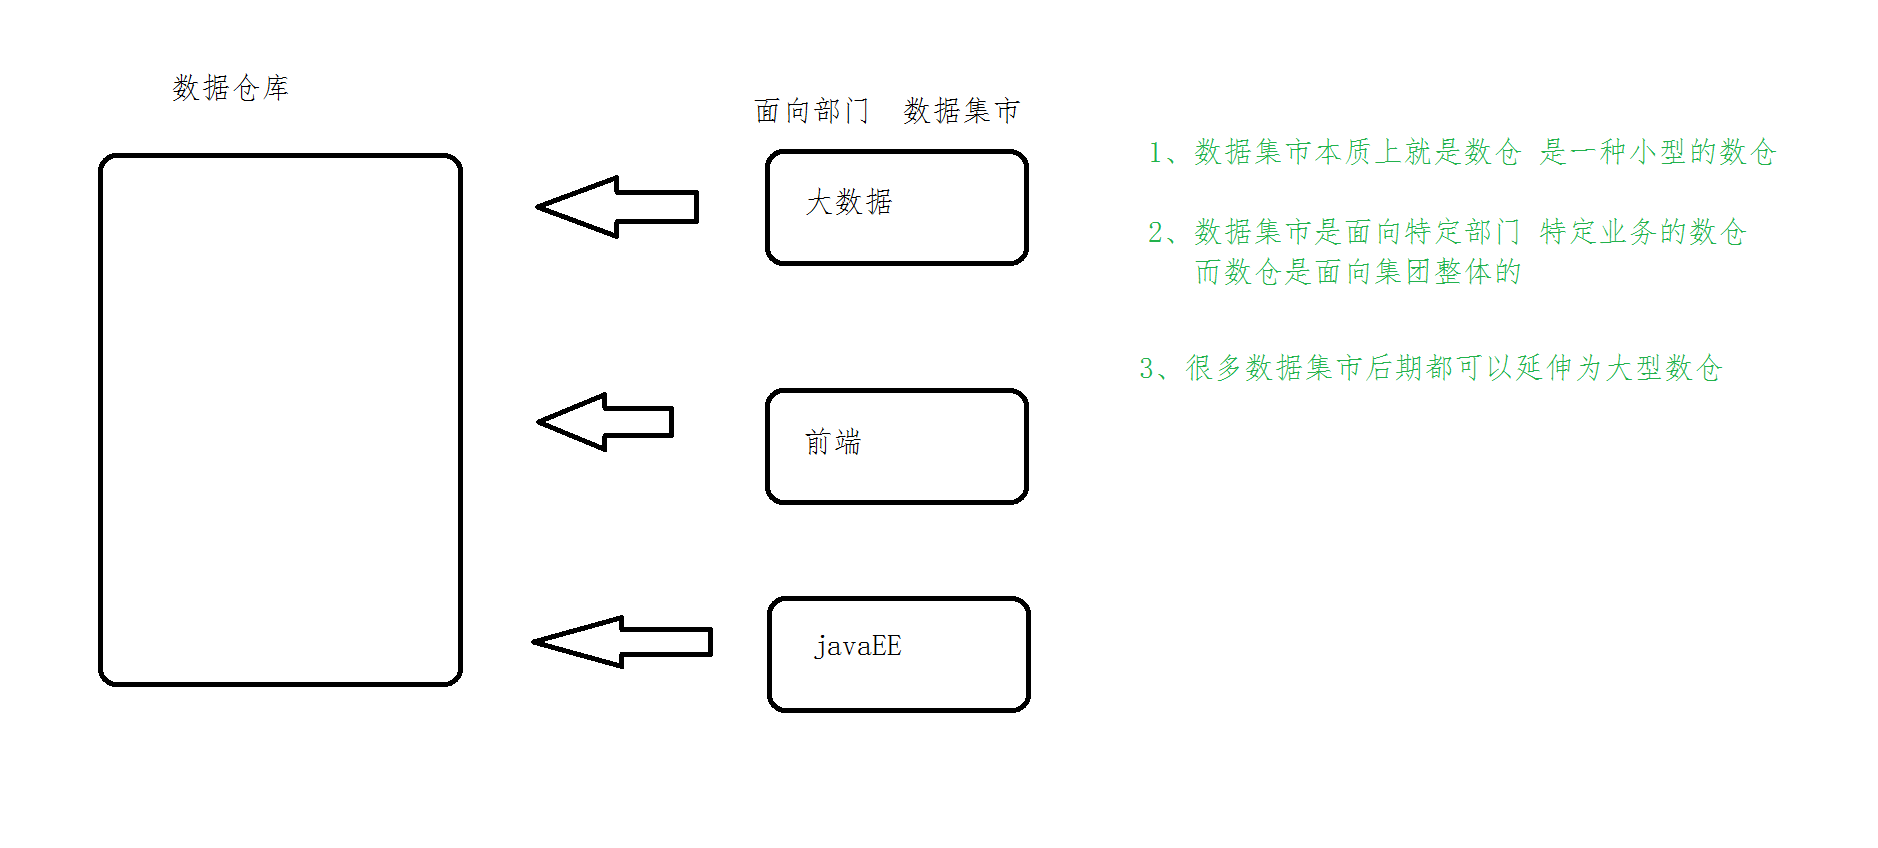 数据仓库
面向部门　数据集市
大数据
前端
javaEE
1、数据集市本质上就是数仓 是一种小型的数仓
2、数据集市是面向特定部门 特定业务的数仓
而数仓是面向集团整体的
3、很多数据集市后期都可以延伸为大型数仓